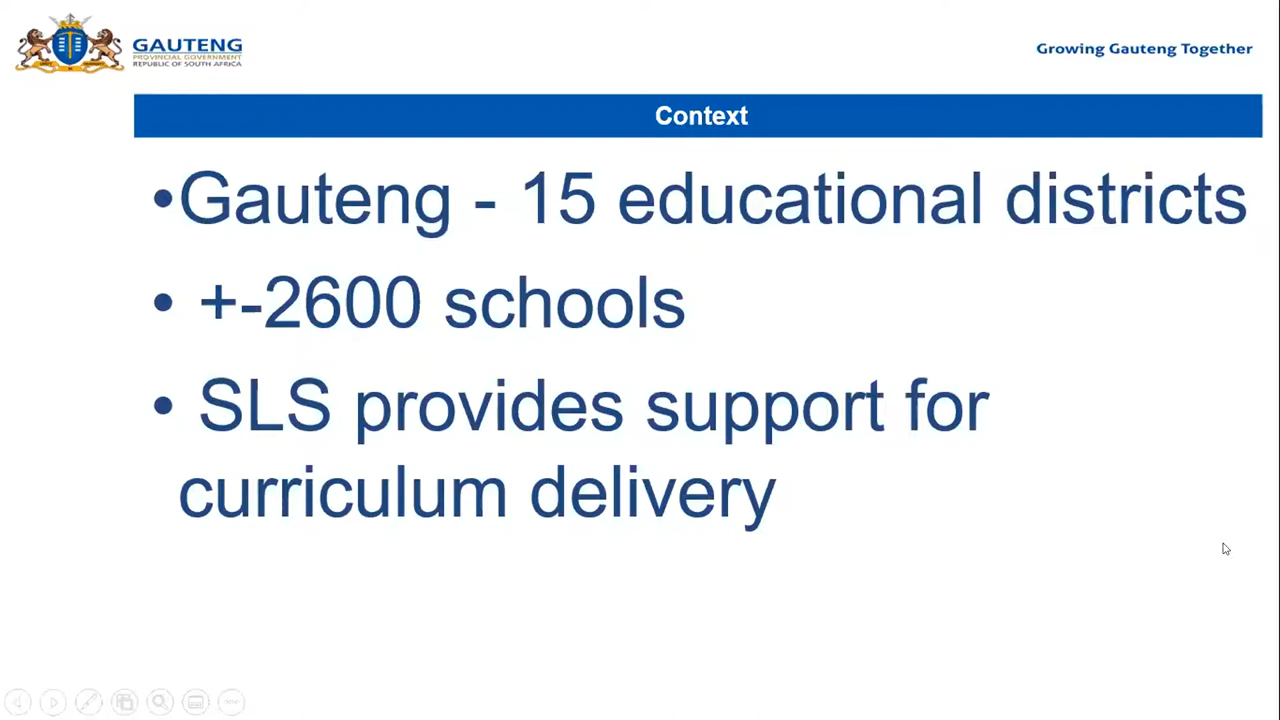 GAUTENG
PROVINCIAL GOVERNMENT
REPUBLIC OF SOUTH AFRICA
Growing Gauteng Together
Context
•Gauteng - 15 educational districts
• +-2600 schools
• SLS provides support for
curriculum delivery